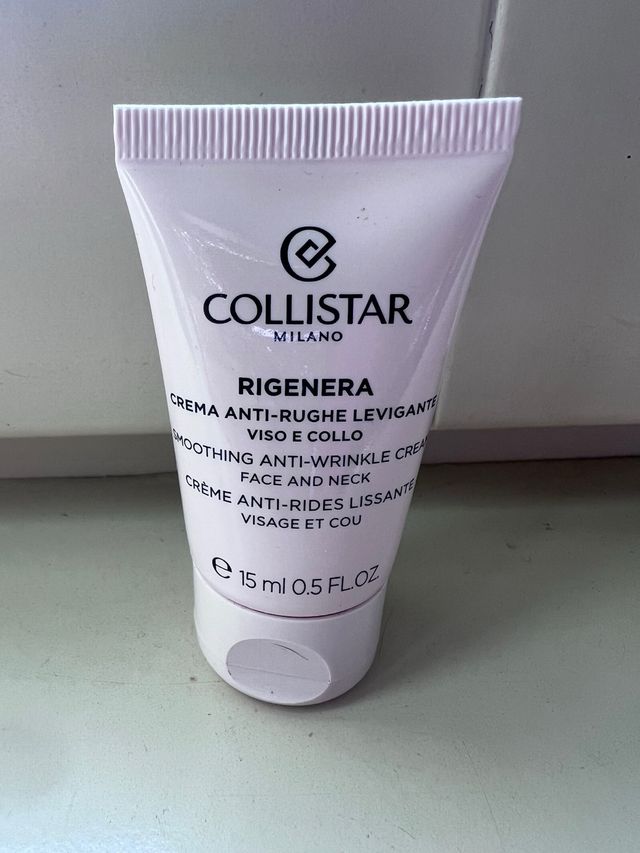 COLLISTAR
MILANO
RIGENERA
CREMA ANTI-RUGHE LEVIGANTE
VISO E COLLO
SMOOTHING ANTI-WRINKLE CREA
FACE AND NECK
CRÈME ANTI-RIDES LISSANTE
VISAGE ET COU
℮ 15 ml 0.5 FL.OZ